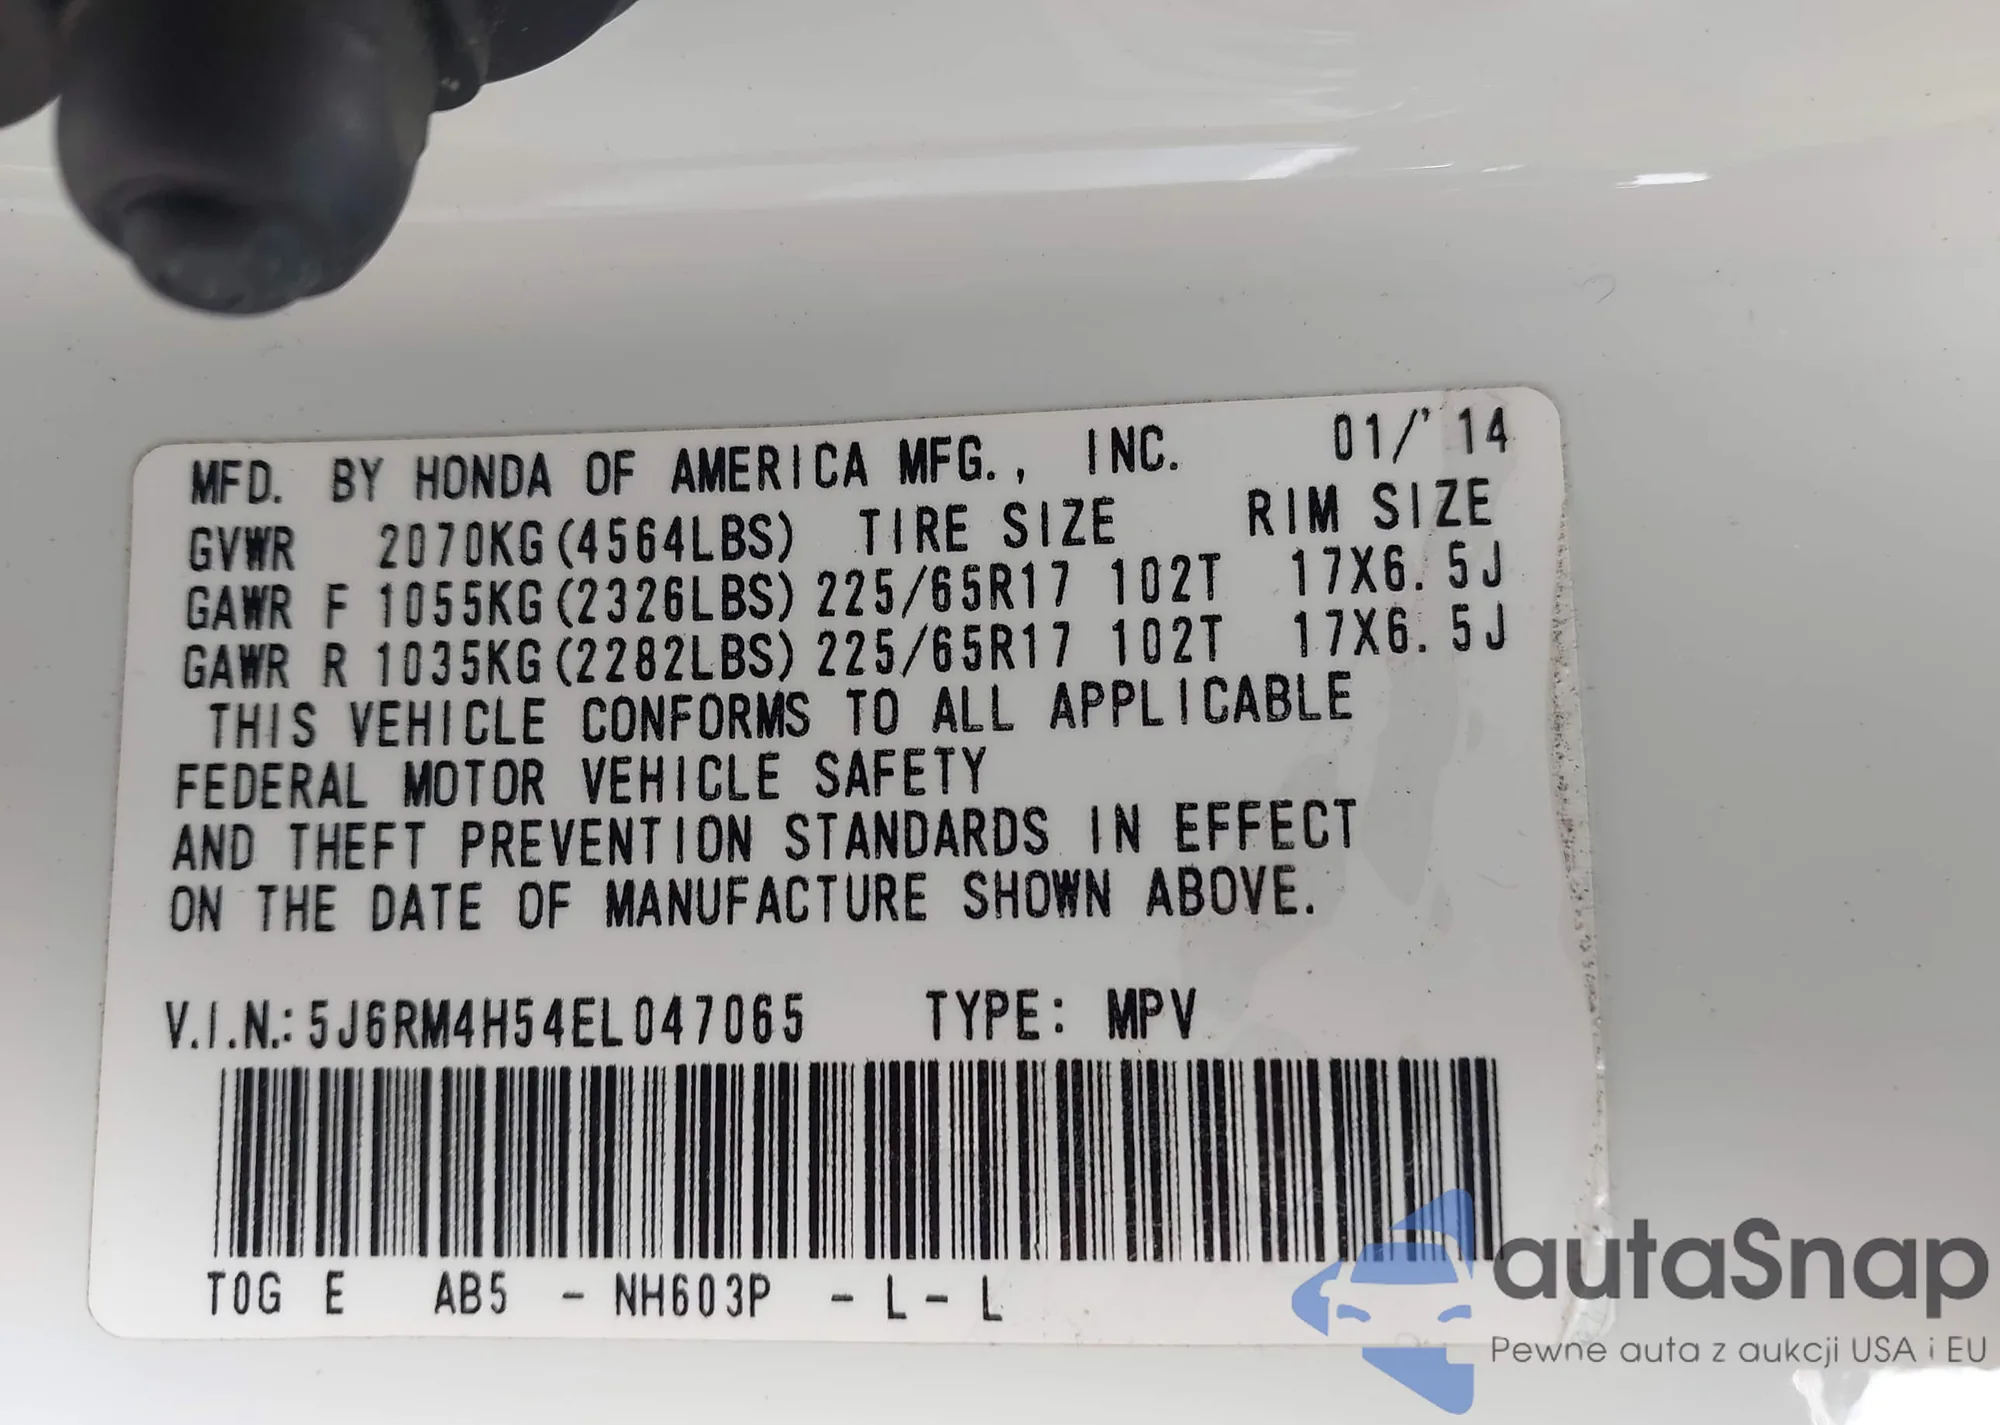 MFD. BY HONDA OF AMERICA MFG., INC. 01/'14
GVWR 2070KG(4564LBS) TIRE SIZE RIM SIZE
GAWR F 1055KG(2326LBS) 225/65R17 102T 17X6.5J
GAWR R 1035KG(2282LBS) 225/65R17 102T 17X6.5J
THIS VEHICLE CONFORMS TO ALL APPLICABLE
FEDERAL MOTOR VEHICLE SAFETY
AND THEFT PREVENTION STANDARDS IN EFFECT
ON THE DATE OF MANUFACTURE SHOWN ABOVE.
V.I.N.: 5J6RM4H54EL047065 TYPE: MPV
T0G E AB5 - NH603P - L - L
autaSnap
Pewne auta z aukcji USA i EU